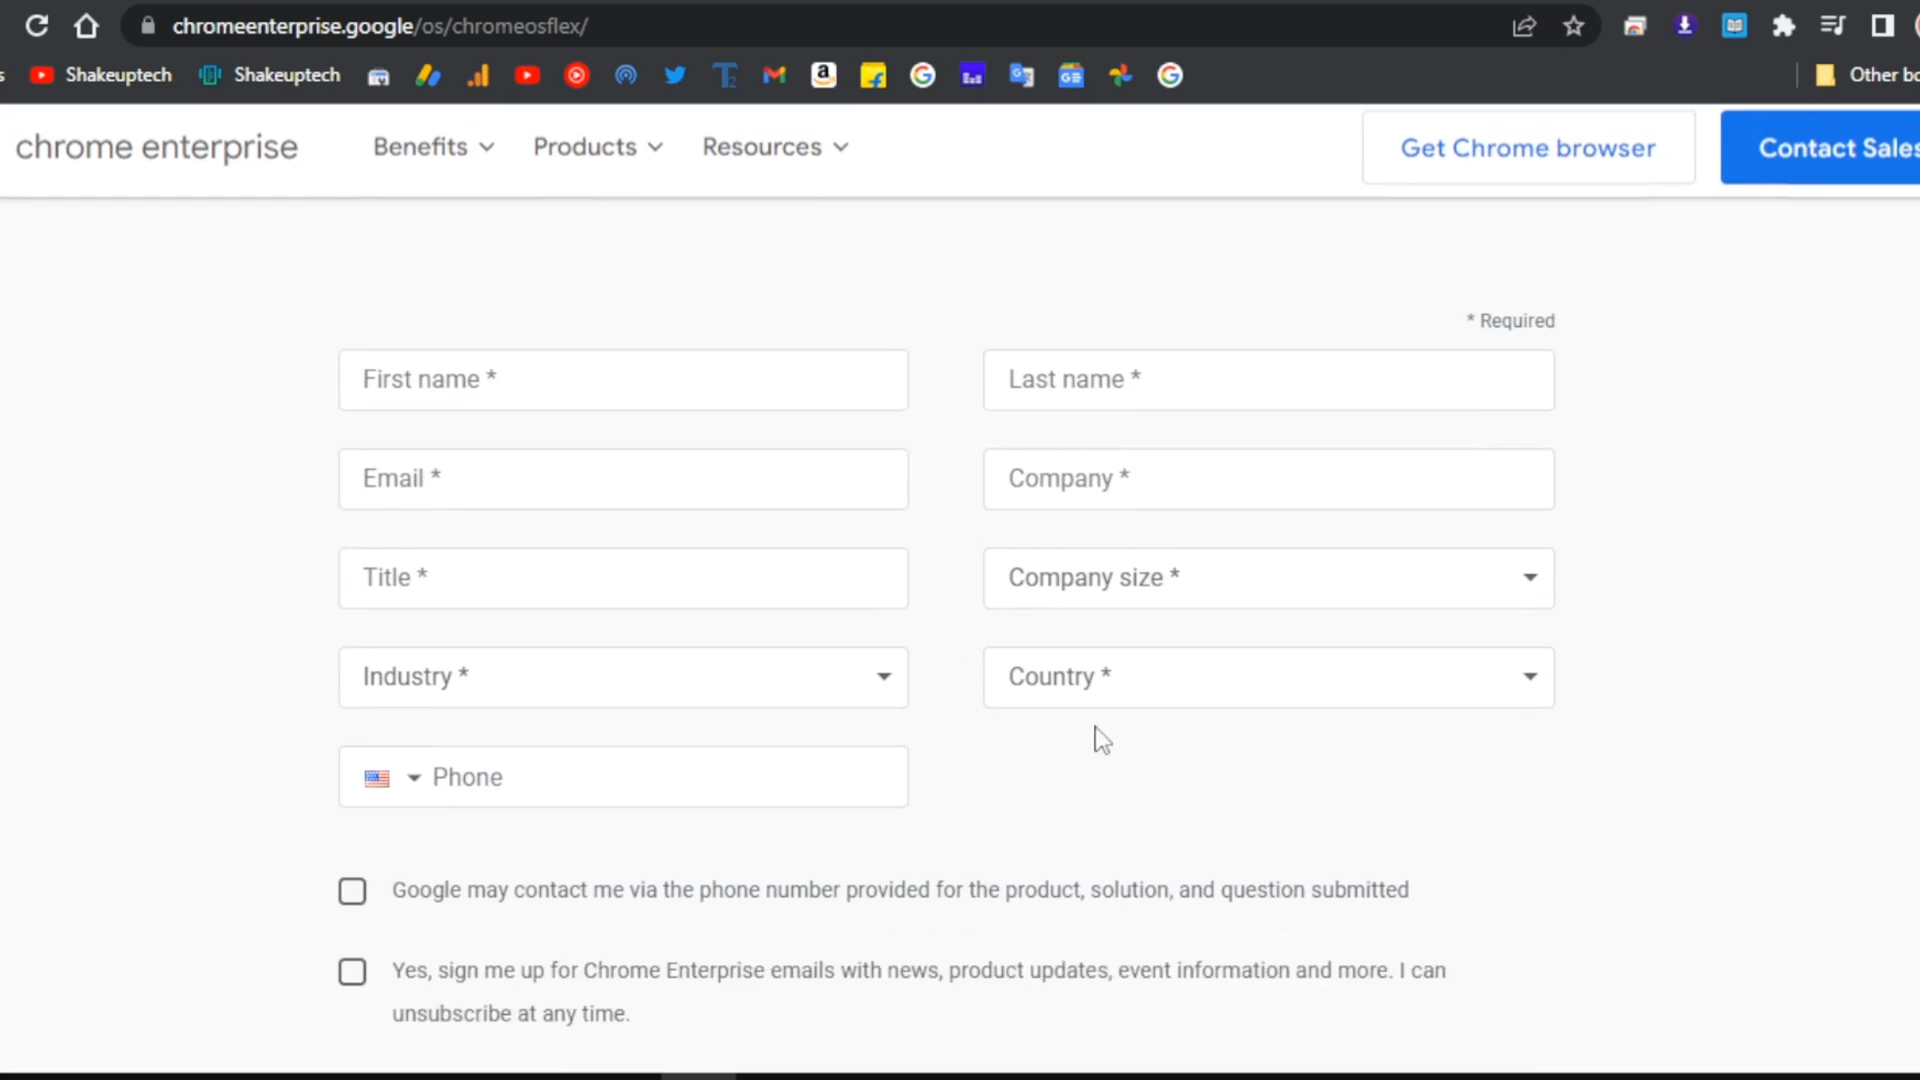 chromeenterprise.google/os/chromeosflex/
s Shakeuptech Shakeuptech Other bo
chrome enterprise Benefits Products Resources Get Chrome browser Contact Sales
* Required
First name * Last name *
Email * Company *
Title * Company size *
Industry * Country *
Phone
Google may contact me via the phone number provided for the product, solution, and question submitted
Yes, sign me up for Chrome Enterprise emails with news, product updates, event information and more. I can
unsubscribe at any time.